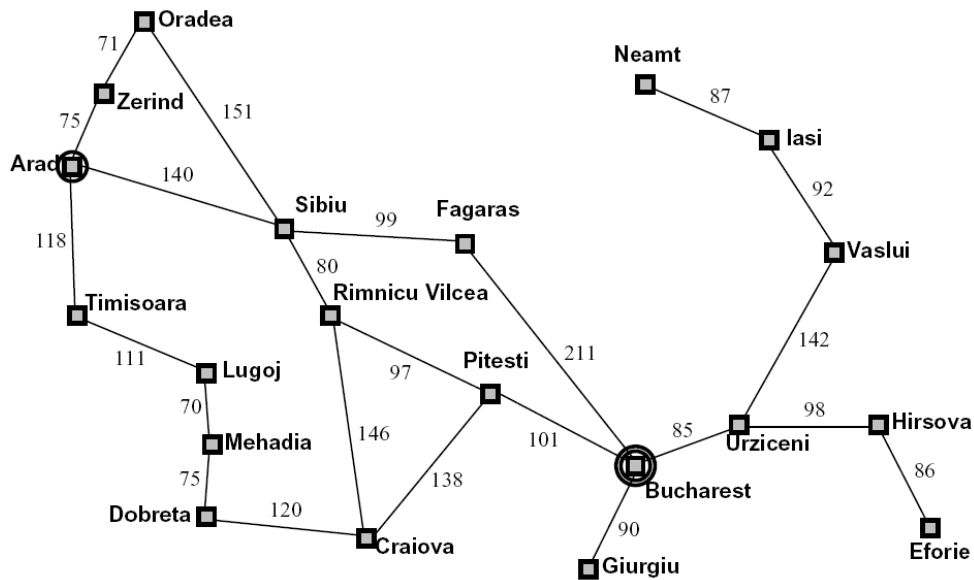 Oradea
71
Neamt
87
Zerind
151
75
Iasi
Arad
140
92
Sibiu
Fagaras
99
118
Vaslui
80
Timisoara
Rimnicu Vilcea
142
111
Lugoj
97
Pitesti
211
70
98
Hirsova
Mehadia
146
101
85
Urziceni
75
138
86
Bucharest
Dobreta
120
90
Craiova
Eforie
Giurgiu